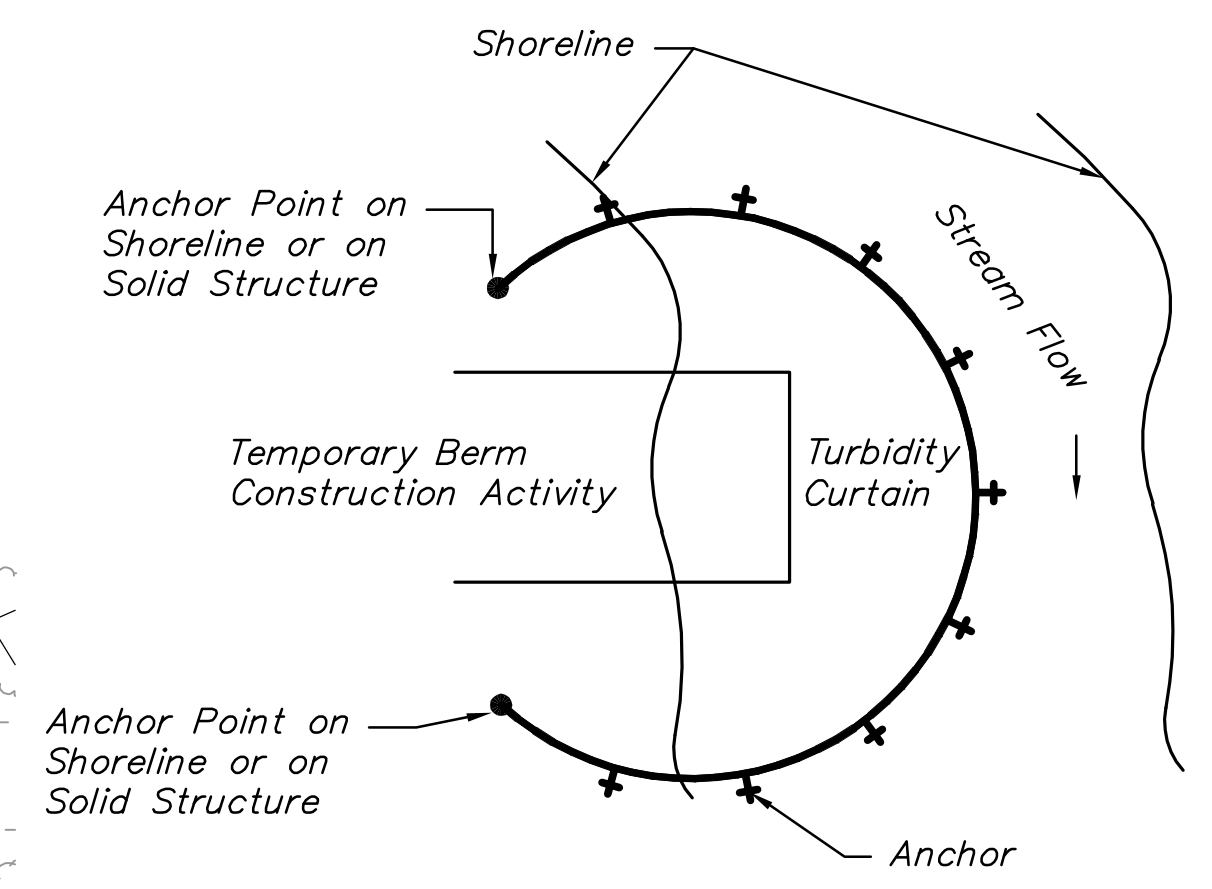 Shoreline
Anchor Point on
Shoreline or on
Solid Structure
Stream Flow
Temporary Berm
Construction Activity
Turbidity
Curtain
Anchor Point on
Shoreline or on
Solid Structure
Anchor